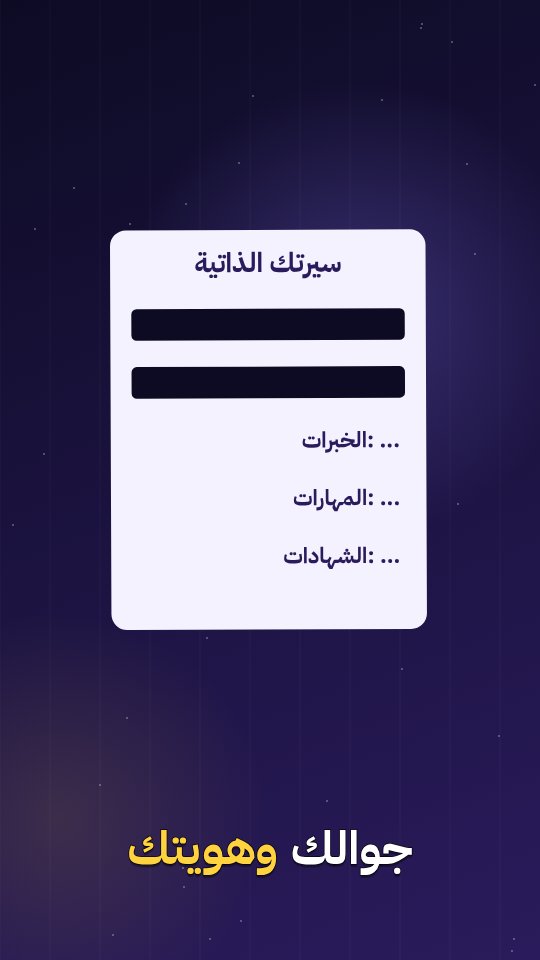 سيرتك الذاتية
الخبرات: ...
المهارات: ...
الشهادات: ...
جوالك وهويتك